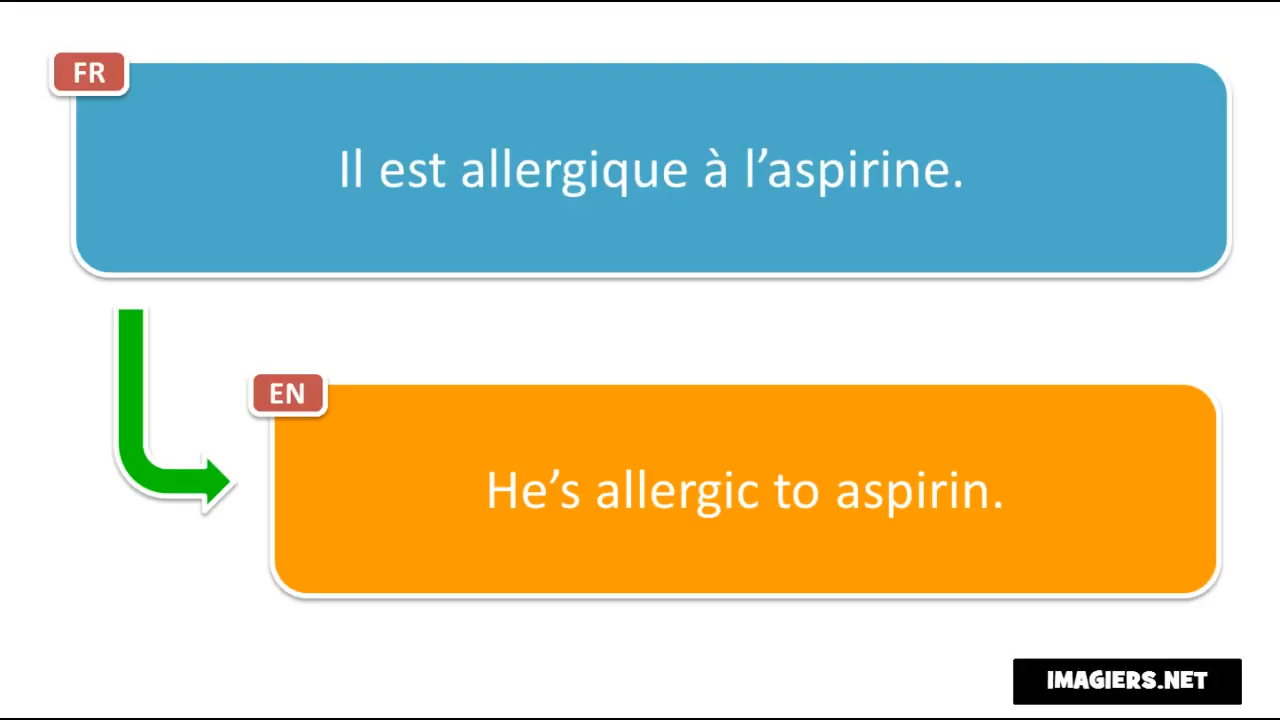 FR
Il est allergique à l’aspirine.
EN
He’s allergic to aspirin.
IMAGIERS.NET